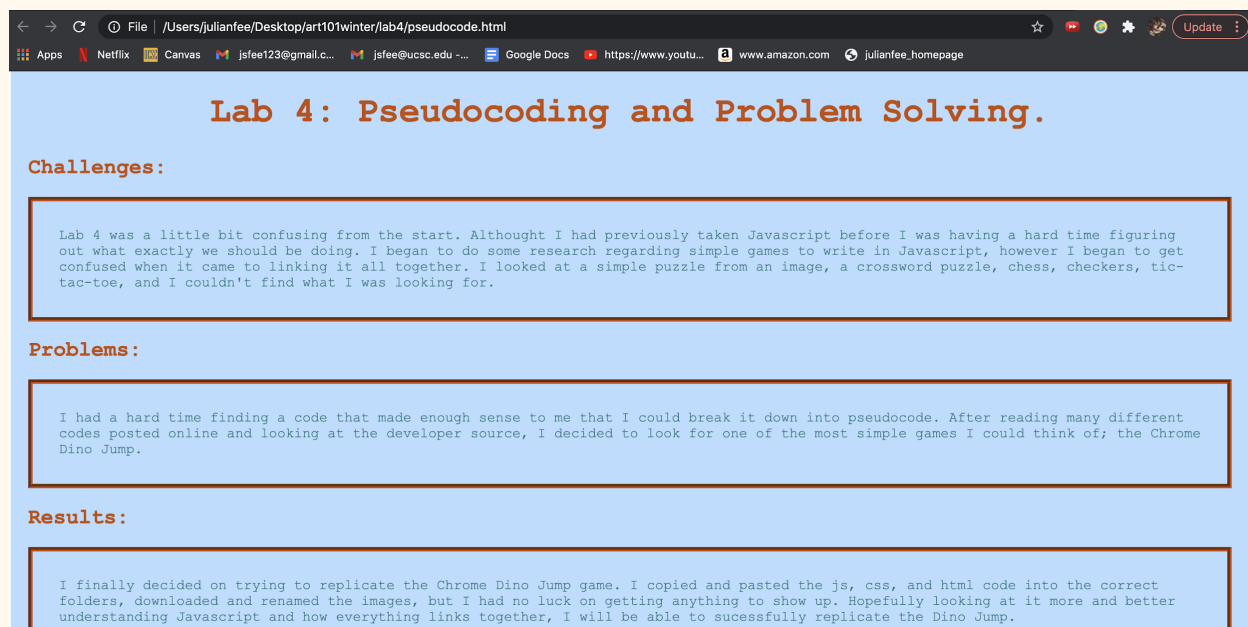 File | /Users/julianfee/Desktop/art101winter/lab4/pseudocode.html Update
Apps Netflix Canvas jsfee123@gmail.c... jsfee@ucsc.edu -... Google Docs https://www.youtu... www.amazon.com julianfee_homepage
Lab 4: Pseudocoding and Problem Solving.
Challenges:
Lab 4 was a little bit confusing from the start. Althought I had previously taken Javascript before I was having a hard time figuring
out what exactly we should be doing. I began to do some research regarding simple games to write in Javascript, however I began to get
confused when it came to linking it all together. I looked at a simple puzzle from an image, a crossword puzzle, chess, checkers, tic-
tac-toe, and I couldn't find what I was looking for.
Problems:
I had a hard time finding a code that made enough sense to me that I could break it down into pseudocode. After reading many different
codes posted online and looking at the developer source, I decided to look for one of the most simple games I could think of; the Chrome
Dino Jump.
Results:
I finally decided on trying to replicate the Chrome Dino Jump game. I copied and pasted the js, css, and html code into the correct
folders, downloaded and renamed the images, but I had no luck on getting anything to show up. Hopefully looking at it more and better
understanding Javascript and how everything links together, I will be able to sucessfully replicate the Dino Jump.